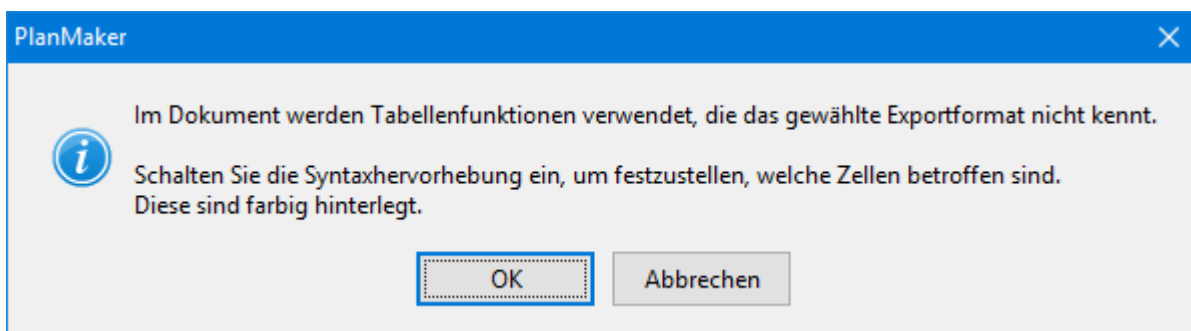 PlanMaker
Im Dokument werden Tabellenfunktionen verwendet, die das gewählte Exportformat nicht kennt.
Schalten Sie die Syntaxhervorhebung ein, um festzustellen, welche Zellen betroffen sind.
Diese sind farbig hinterlegt.
OK
Abbrechen